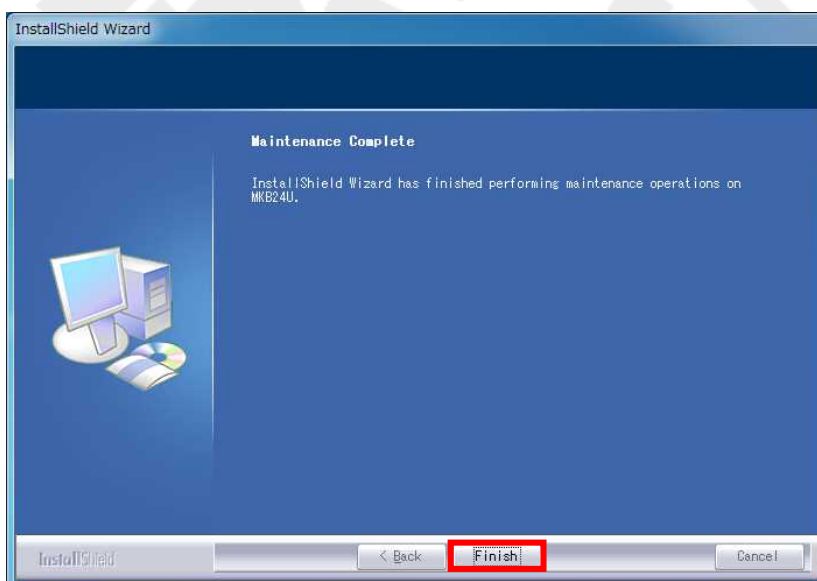 InstallShield Wizard
Maintenance Complete
InstallShield Wizard has finished performing maintenance operations on
MKB24U.
InstallShield
< Back
Finish
Cancel